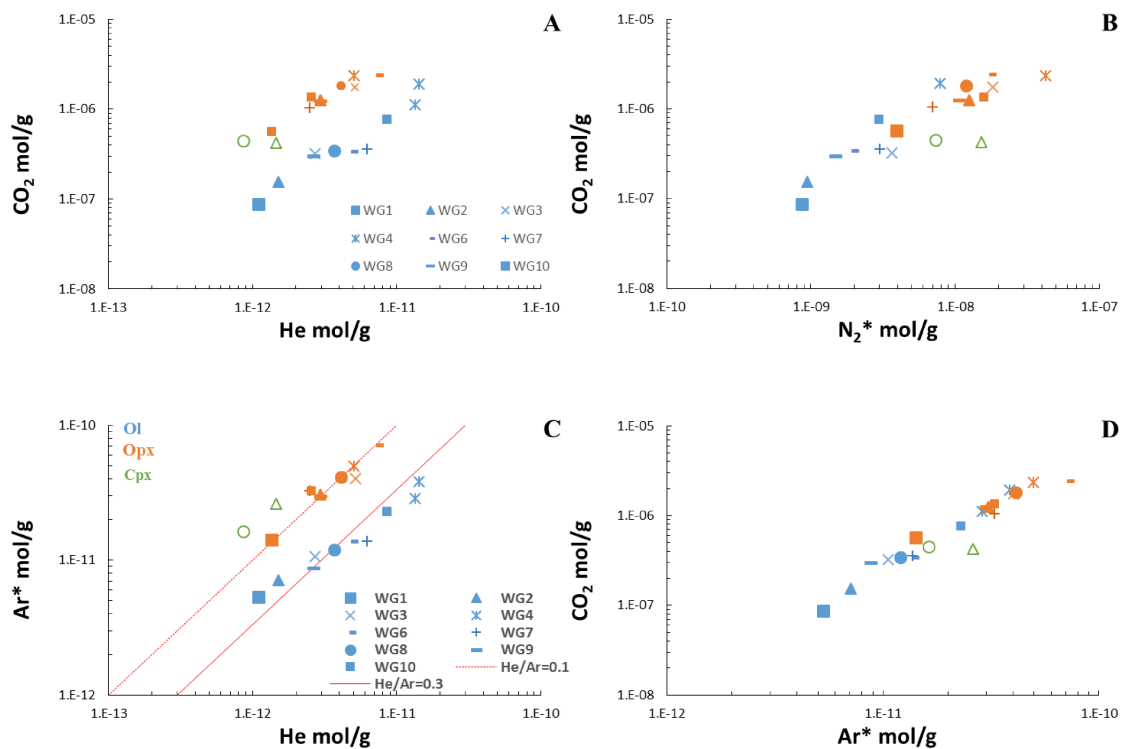 A
1.E-05
1.E-06
1.E-07
1.E-08
CO2 mol/g
WG1 WG2 WG3
WG4 WG6 WG7
WG8 WG9 WG10
1.E-13 1.E-12 1.E-11 1.E-10
He mol/g
B
1.E-05
1.E-06
1.E-07
1.E-08
CO2 mol/g
1.E-10 1.E-09 1.E-08 1.E-07
N2* mol/g
C
Ol
Opx
Cpx
1.E-10
1.E-11
1.E-12
Ar* mol/g
WG1 WG2
WG3 WG4
WG6 WG7
WG8 WG9
WG10 He/Ar=0.1
He/Ar=0.3
1.E-13 1.E-12 1.E-11 1.E-10
He mol/g
D
1.E-05
1.E-06
1.E-07
1.E-08
CO2 mol/g
1.E-12 1.E-11 1.E-10
Ar* mol/g